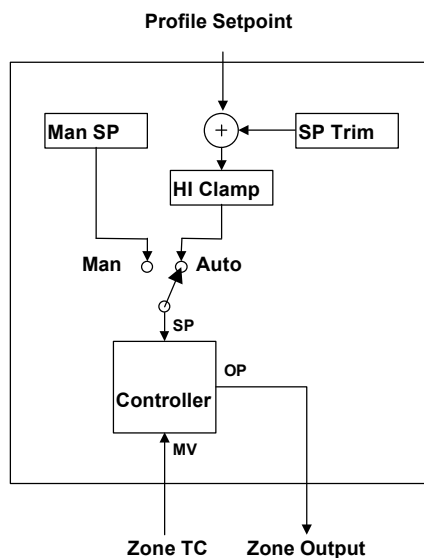 Profile Setpoint
Man SP
+
SP Trim
HI Clamp
Man
Auto
SP
OP
Controller
MV
Zone TC
Zone Output